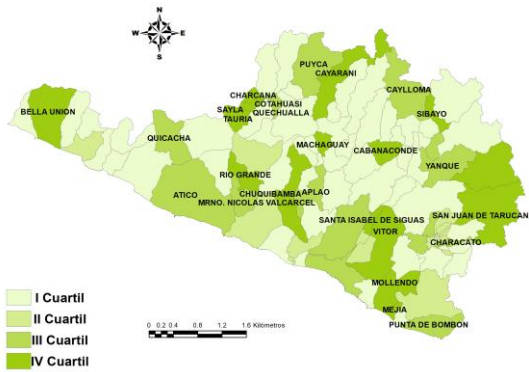 N
W E
S
PUYCA
CAYARANI
CHARCANA
COTAHUASI
SAYLA
QUECHUALLA
TAURIA
CAYLLOMA
SIBAYO
BELLA UNION
QUICACHA
MACHAGUAY
CABANACONDE
YANQUE
RIO GRANDE
ATICO
CHUQUIBAMBA
APLAO
MRNO. NICOLAS VALCARCEL
SANTA ISABEL DE SIGUAS
SAN JUAN DE TARUCAN
VITOR
CHARACATO
MOLLENDO
MEJIA
PUNTA DE BOMBON
I Cuartil
II Cuartil
III Cuartil
IV Cuartil
0 0.2 0.4 0.8 1.2 1.6 Kilómetros